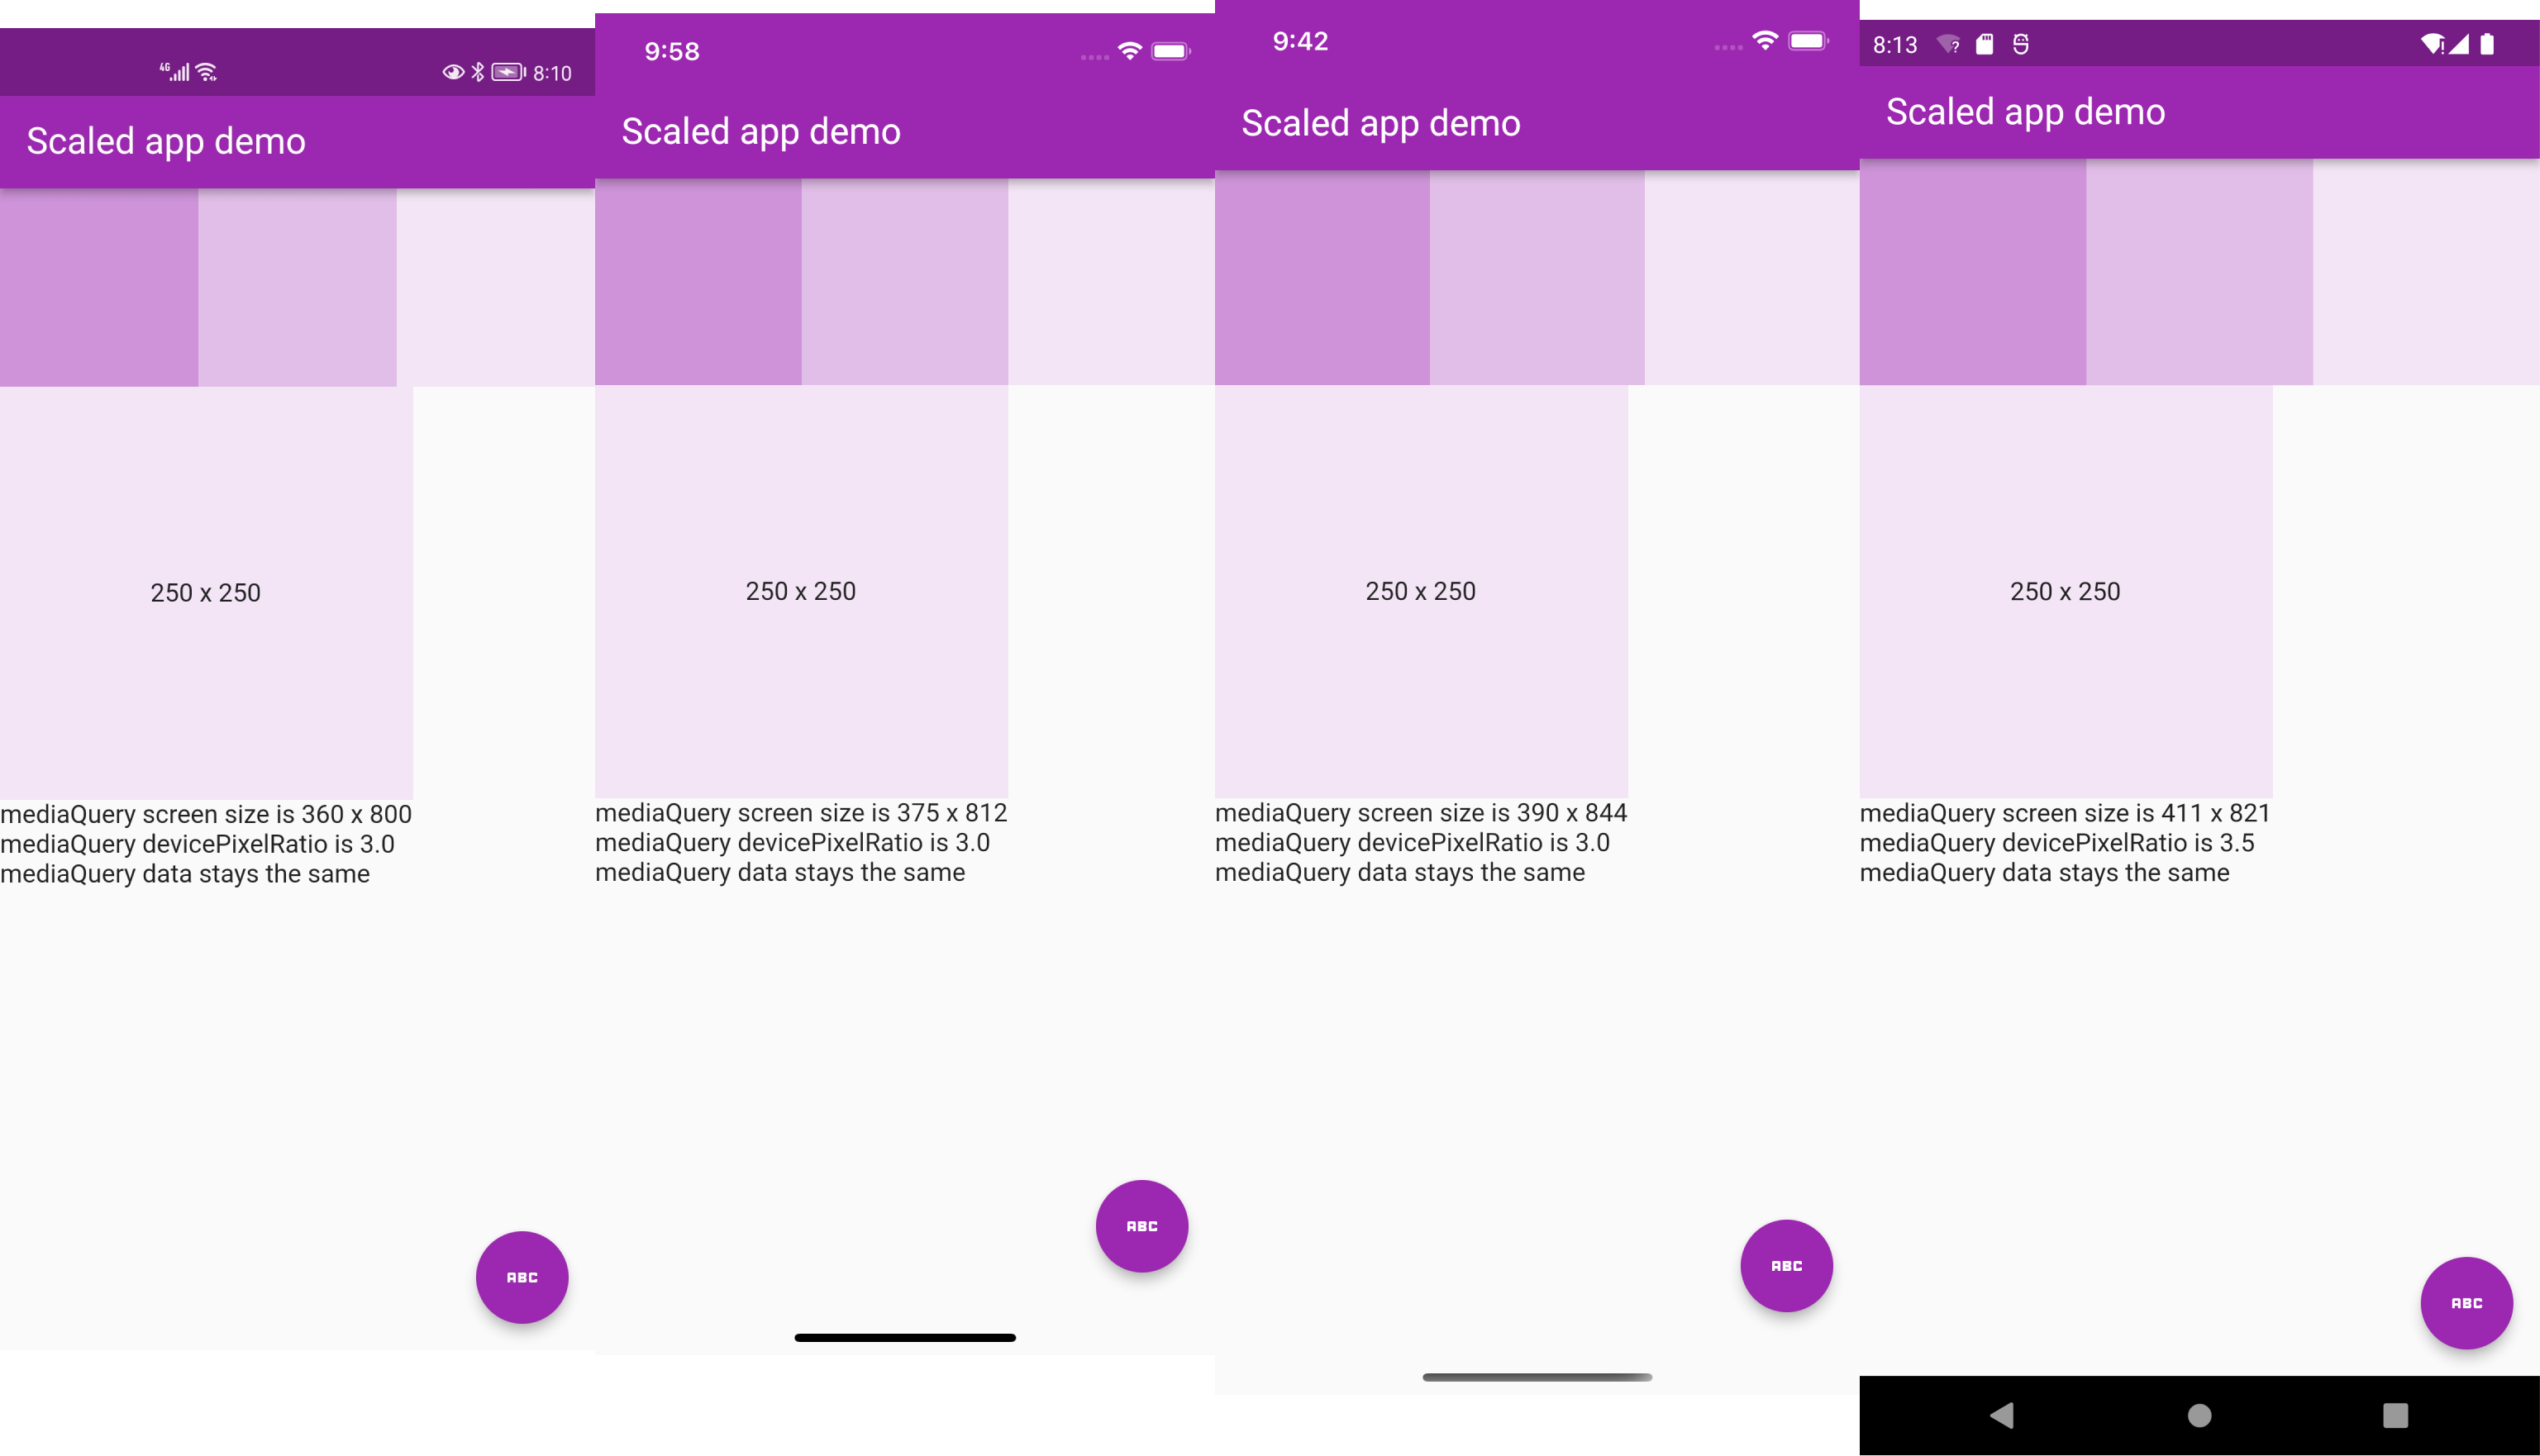 4G 8:10
Scaled app demo
250 x 250
mediaQuery screen size is 360 x 800
mediaQuery devicePixelRatio is 3.0
mediaQuery data stays the same
ABC
9:58
Scaled app demo
250 x 250
mediaQuery screen size is 375 x 812
mediaQuery devicePixelRatio is 3.0
mediaQuery data stays the same
ABC
9:42
Scaled app demo
250 x 250
mediaQuery screen size is 390 x 844
mediaQuery devicePixelRatio is 3.0
mediaQuery data stays the same
ABC
8:13
Scaled app demo
250 x 250
mediaQuery screen size is 411 x 821
mediaQuery devicePixelRatio is 3.5
mediaQuery data stays the same
ABC